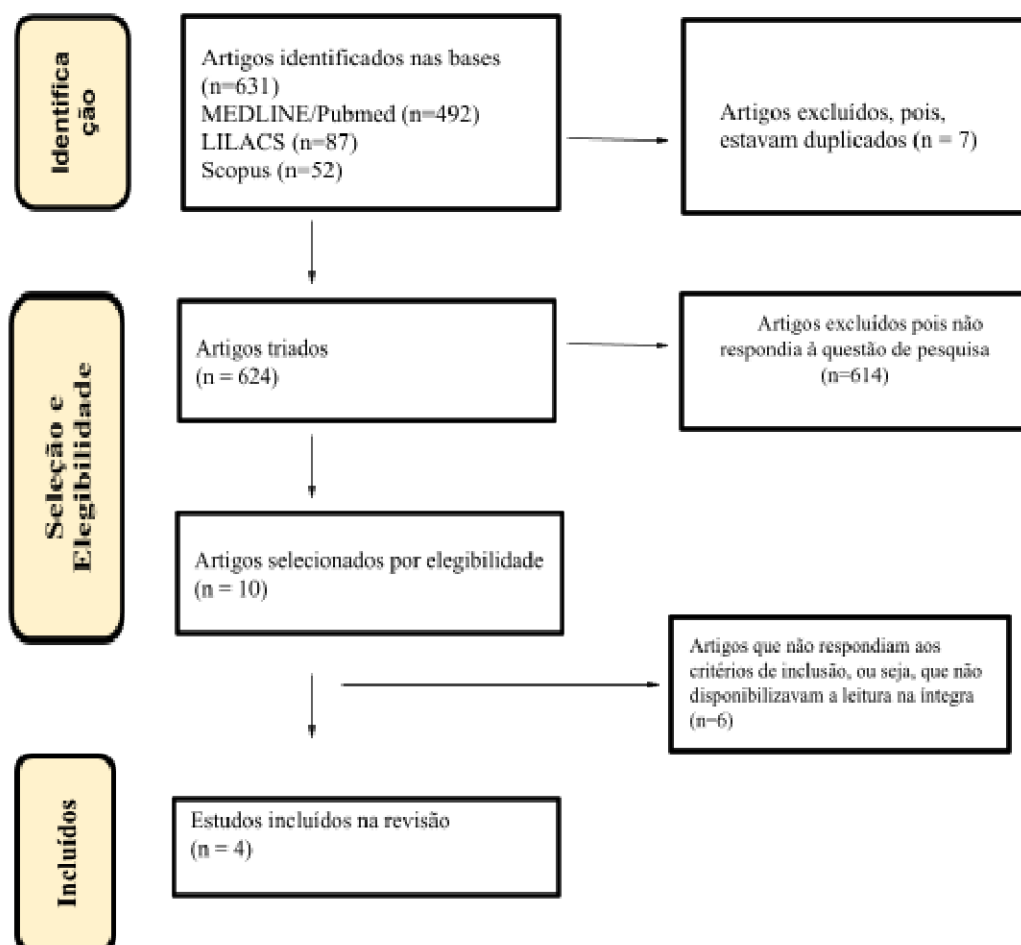 Identifica
ção
Artigos identificados nas bases
(n=631)
MEDLINE/Pubmed (n=492)
LILACS (n=87)
Scopus (n=52)
Artigos excluídos, pois,
estavam duplicados (n = 7)
Seleção e
Elegibilidade
Artigos triados
(n = 624)
Artigos excluídos pois não
respondia à questão de pesquisa
(n=614)
Artigos selecionados por elegibilidade
(n = 10)
Artigos que não respondiam aos
critérios de inclusão, ou seja, que não
disponibilizavam a leitura na íntegra
(n=6)
Incluídos
Estudos incluídos na revisão
(n = 4)